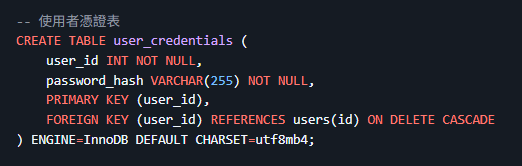 -- 使用者憑證表
CREATE TABLE user_credentials (
    user_id INT NOT NULL,
    password_hash VARCHAR(255) NOT NULL,
    PRIMARY KEY (user_id),
    FOREIGN KEY (user_id) REFERENCES users(id) ON DELETE CASCADE
) ENGINE=InnoDB DEFAULT CHARSET=utf8mb4;